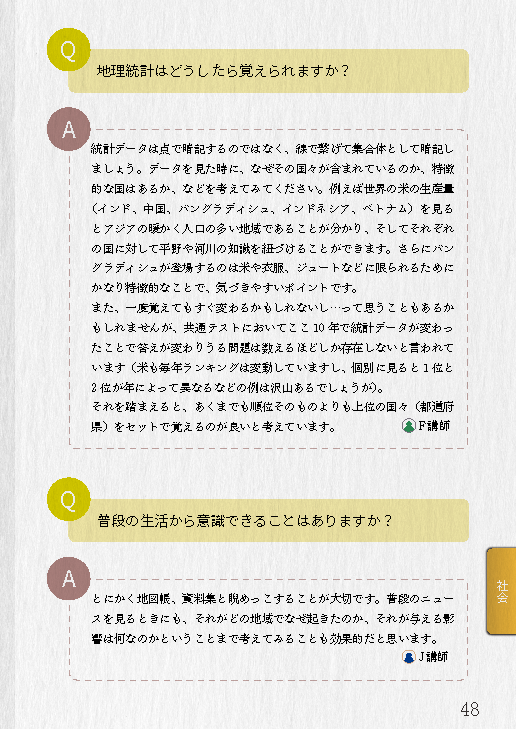 Q
地理統計はどうしたら覚えられますか？
A
統計データは点で暗記するのではなく、線で繋げて集合体として暗記し
ましょう。データを見た時に、なぜその国々が含まれているのか、特徴
的な国はあるか、などを考えてみてください。例えば世界の米の生産量
（インド、中国、バングラディシュ、インドネシア、ベトナム）を見る
とアジアの暖かく人口の多い地域であることが分かり、そしてそれぞれ
の国に対して平野や河川の知識を紐づけることができます。さらにバン
グラディシュが登場するのは米や衣服、ジュートなどに限られるために
かなり特徴的なことで、気づきやすいポイントです。
また、一度覚えてもすぐ変わるかもしれないし…って思うこともあるか
もしれませんが、共通テストにおいてここ10年で統計データが変わっ
たことで答えが変わりうる問題は数えるほどしか存在しないと言われて
います（米も毎年ランキングは変動していますし、個別に見ると1位と
2位が年によって異なるなどの例は沢山あるでしょうが）。
それを踏まえると、あくまでも順位そのものよりも上位の国々（都道府
県）をセットで覚えるのが良いと考えています。
F講師
Q
普段の生活から意識できることはありますか？
A
とにかく地図帳、資料集と睨めっこすることが大切です。普段のニュー
スを見るときにも、それがどの地域でなぜ起きたのか、それが与える影
響は何なのかということまで考えてみることも効果的だと思います。
J講師
社会
48